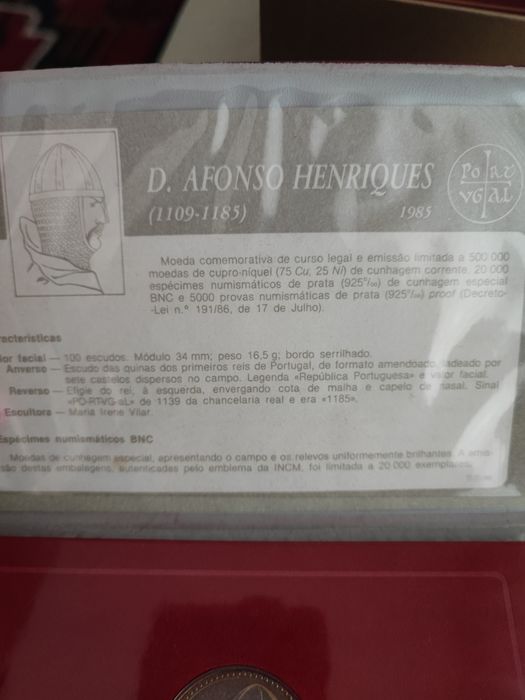 D. AFONSO HENRIQUES
(1109-1185) 1985
PO RT
VG AL
Moeda comemorativa de curso legal e emissão limitada a 500 000
moedas de cupro-níquel (75 Cu, 25 Ni) de cunhagem corrente, 20 000
espécimes numismáticos de prata (925‰) de cunhagem especial
BNC e 5000 provas numismáticas de prata (925‰) proof (Decreto-
-Lei n.º 191/86, de 17 de Julho).
racterísticas
lor facial — 100 escudos. Módulo 34 mm; peso 16,5 g; bordo serrilhado.
Anverso — Escudo das quinas dos primeiros reis de Portugal, de formato amendoado, ladeado por
sete castelos dispersos no campo. Legenda «República Portuguesa» e valor facial.
Reverso — Efígie do rei, à esquerda, envergando cota de malha e capelo de nasal. Sinal
«PO-RT-VG-aL» de 1139 da chancelaria real e era «1185».
Escultora — Maria Irene Vilar.
Espécimes numismáticos BNC
Moedas de cunhagem especial, apresentando o campo e os relevos uniformemente brilhantes. A emis-
são destas embalagens, autenticadas pelo emblema da INCM, foi limitada a 20 000 exemplares.